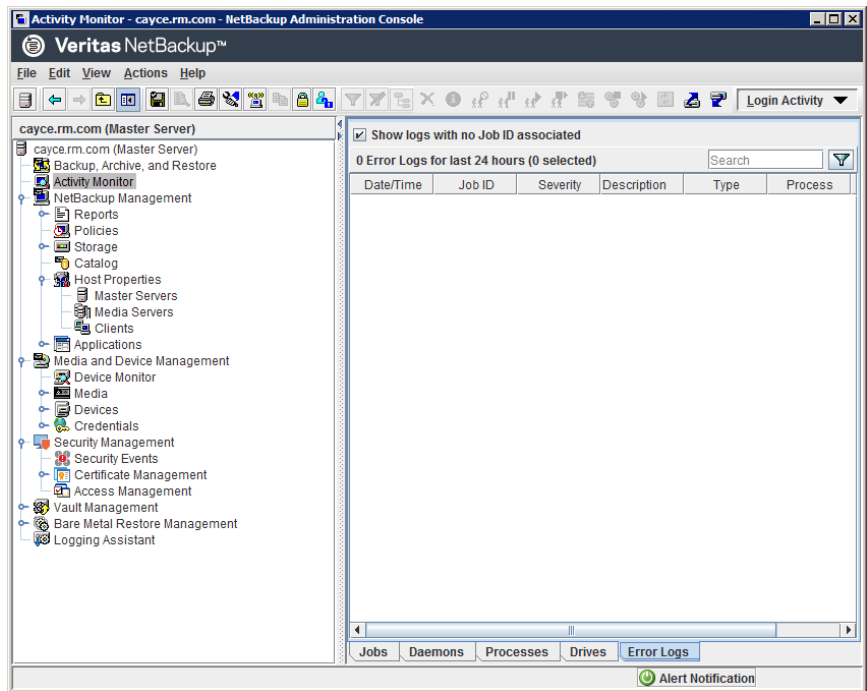 Activity Monitor - cayce.rm.com - NetBackup Administration Console
Veritas NetBackup™
File Edit View Actions Help
Login Activity
cayce.rm.com (Master Server)
cayce.rm.com (Master Server)
Backup, Archive, and Restore
Activity Monitor
NetBackup Management
Reports
Policies
Storage
Catalog
Host Properties
Master Servers
Media Servers
Clients
Applications
Media and Device Management
Device Monitor
Media
Devices
Credentials
Security Management
Security Events
Certificate Management
Access Management
Vault Management
Bare Metal Restore Management
Logging Assistant
Show logs with no Job ID associated
0 Error Logs for last 24 hours (0 selected)
Search
Date/Time Job ID Severity Description Type Process
Jobs Daemons Processes Drives Error Logs
Alert Notification